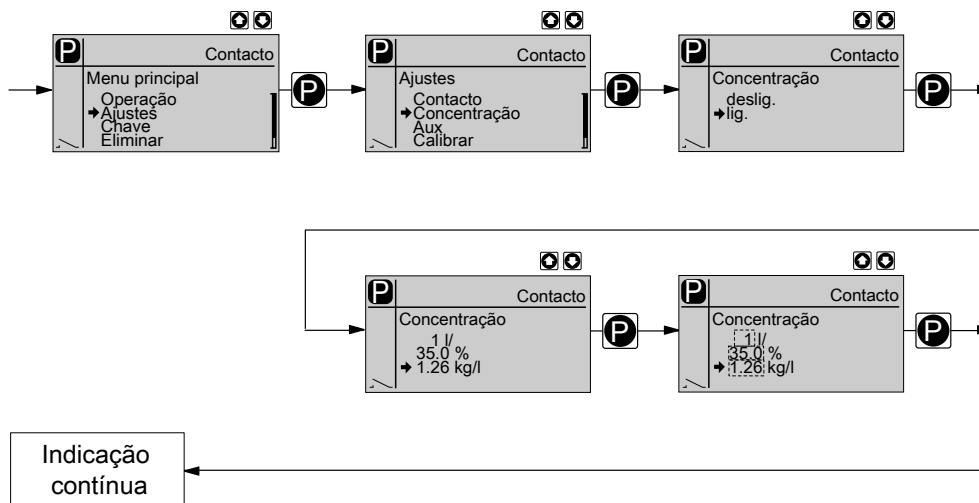 P
Contacto
Menu principal
Operação
Ajustes
Chave
Eliminar
P
P
Contacto
Ajustes
Contacto
Concentração
Aux
Calibrar
P
P
Contacto
Concentração
deslig.
lig.
P
P
Contacto
Concentração
1 l/
35.0 %
1.26 kg/l
P
P
Contacto
Concentração
1 l/
35.0 %
1.26 kg/l
P
Indicação
contínua